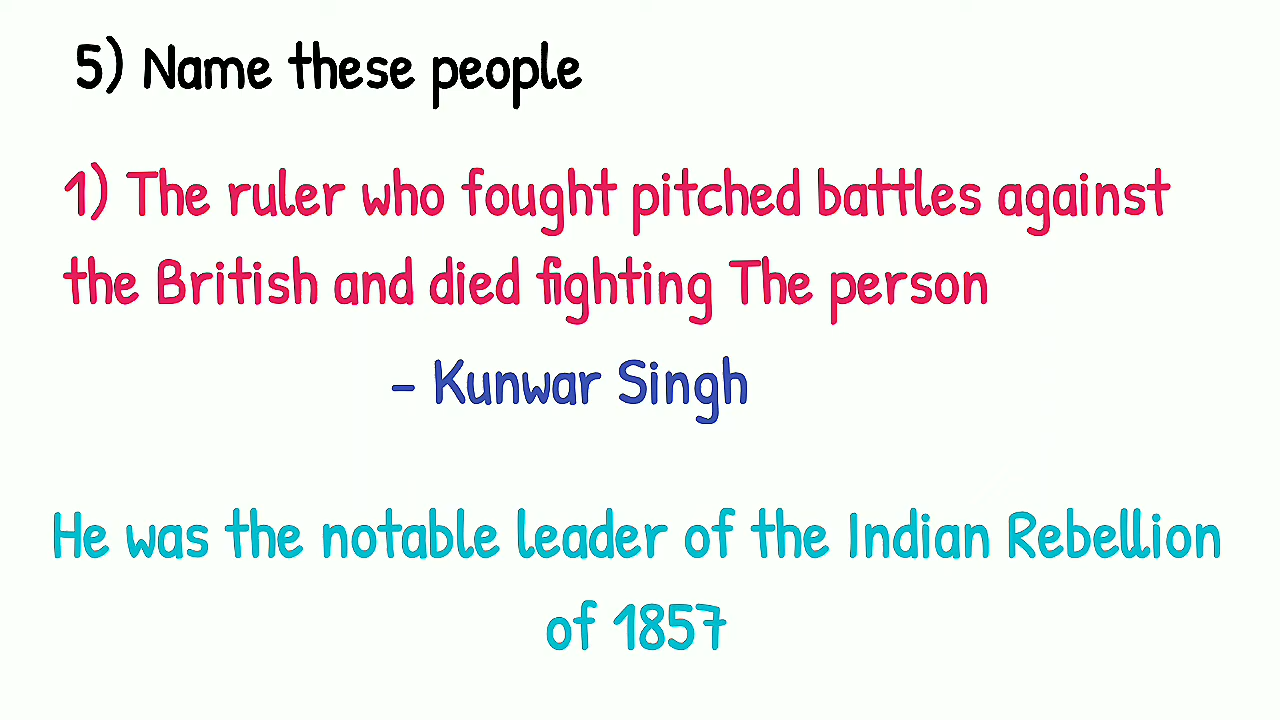 5) Name these people
1) The ruler who fought pitched battles against
the British and died fighting The person
- Kunwar Singh
He was the notable leader of the Indian Rebellion
of 1857